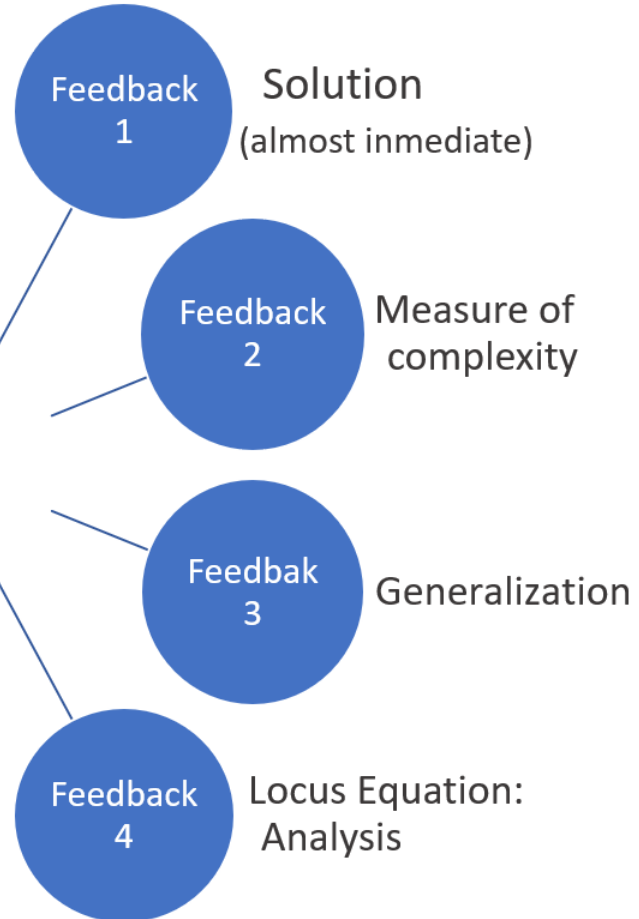 Feedback
1
Solution
(almost inmediate)
Feedback
2
Measure of
complexity
Feedbak
3
Generalization
Feedback
4
Locus Equation:
Analysis